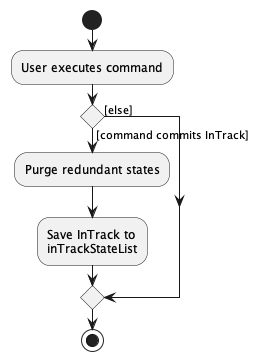 User executes command
[else]
[command commits InTrack]
Purge redundant states
Save InTrack to
inTrackStateList